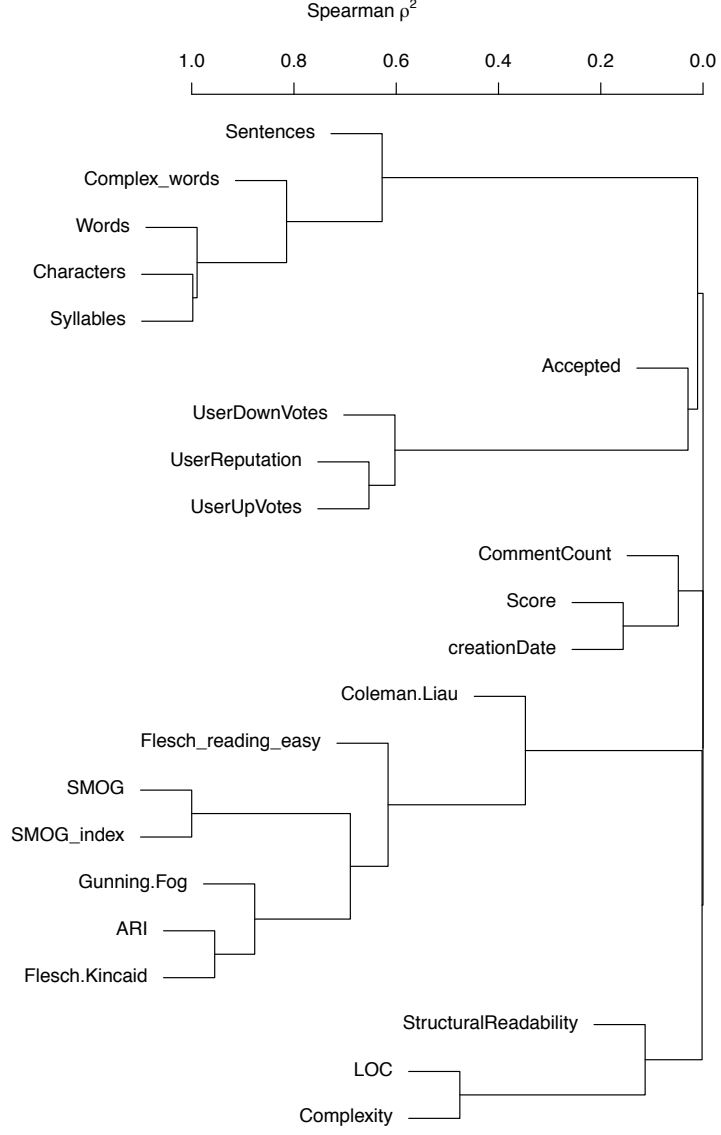 Spearman ρ²
1.0 0.8 0.6 0.4 0.2 0.0
Sentences
Complex_words
Words
Characters
Syllables
Accepted
UserDownVotes
UserReputation
UserUpVotes
CommentCount
Score
creationDate
Coleman.Liau
Flesch_reading_easy
SMOG
SMOG_index
Gunning.Fog
ARI
Flesch.Kincaid
StructuralReadability
LOC
Complexity